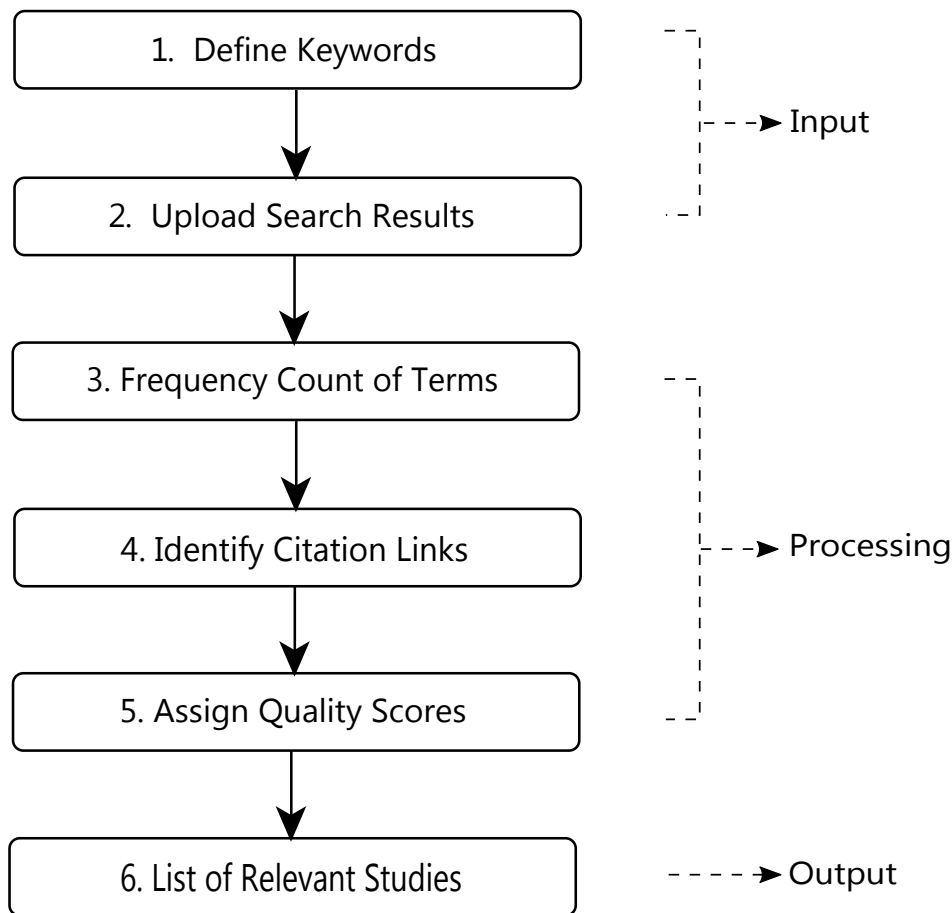 1. Define Keywords
Input
2. Upload Search Results
3. Frequency Count of Terms
4. Identify Citation Links
Processing
5. Assign Quality Scores
6. List of Relevant Studies
Output